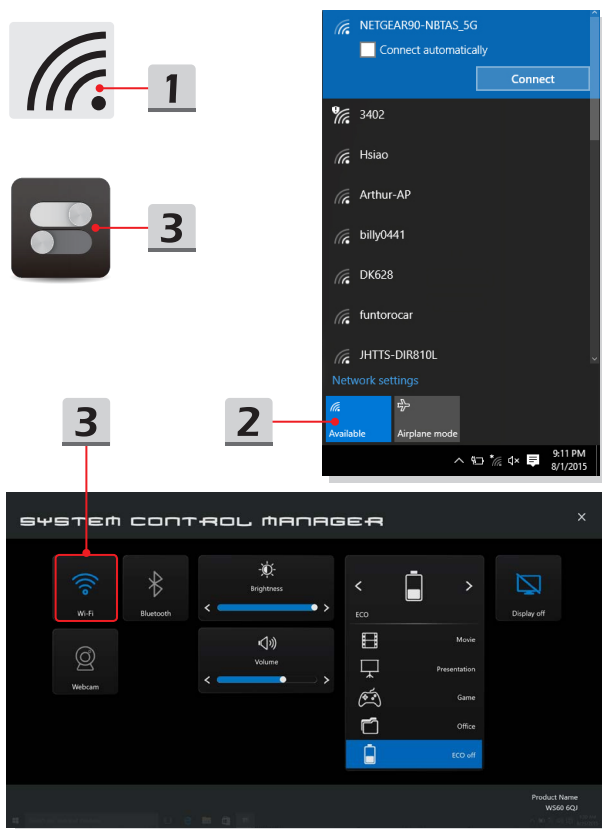 1
3
NETGEAR90-NBTAS_5G
Connect automatically
Connect
3402
Hsiao
Arthur-AP
billy0441
DK628
funtorocar
JHTTS-DIR810L
Network settings
Available
Airplane mode
9:11 PM
8/1/2015
2
3
SYSTEM CONTROL MANAGER
Wi-Fi
Bluetooth
Brightness
ECO
Display off
Webcam
Volume
Movie
Presentation
Game
Office
ECO off
Product Name
WS60 6QJ